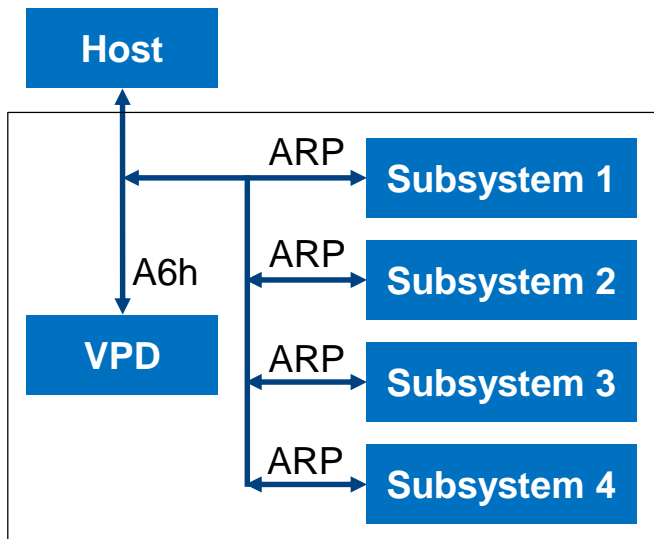 Host
ARP
Subsystem 1
ARP
Subsystem 2
A6h
VPD
ARP
Subsystem 3
ARP
Subsystem 4